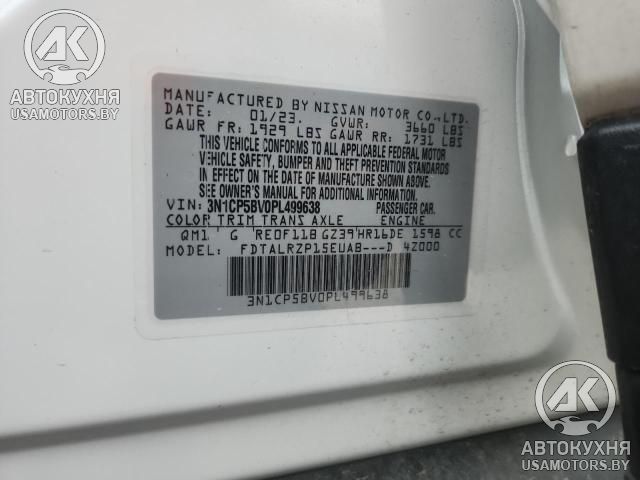 AK
АВТОКУХНЯ
USAMOTORS.BY
MANUFACTURED BY NISSAN MOTOR CO.,LTD.
DATE: 01/23. GVWR: 3660 LBS
GAWR FR: 1929 LBS GAWR RR: 1731 LBS
THIS VEHICLE CONFORMS TO ALL APPLICABLE FEDERAL MOTOR
VEHICLE SAFETY, BUMPER AND THEFT PREVENTION STANDARDS
IN EFFECT ON THE DATE OF MANUFACTURE SHOWN ABOVE.
SEE OWNER'S MANUAL FOR ADDITIONAL INFORMATION.
VIN: 3N1CP5BV0PL499638 PASSENGER CAR.
COLOR TRIM TRANS AXLE ENGINE
QM1 G RE0F11B GZ39 HR16DE 1598 CC
FDTALRZP15EUAB---D 4Z000
3N1CP5BV0PL499638
AK
АВТОКУХНЯ
USAMOTORS.BY